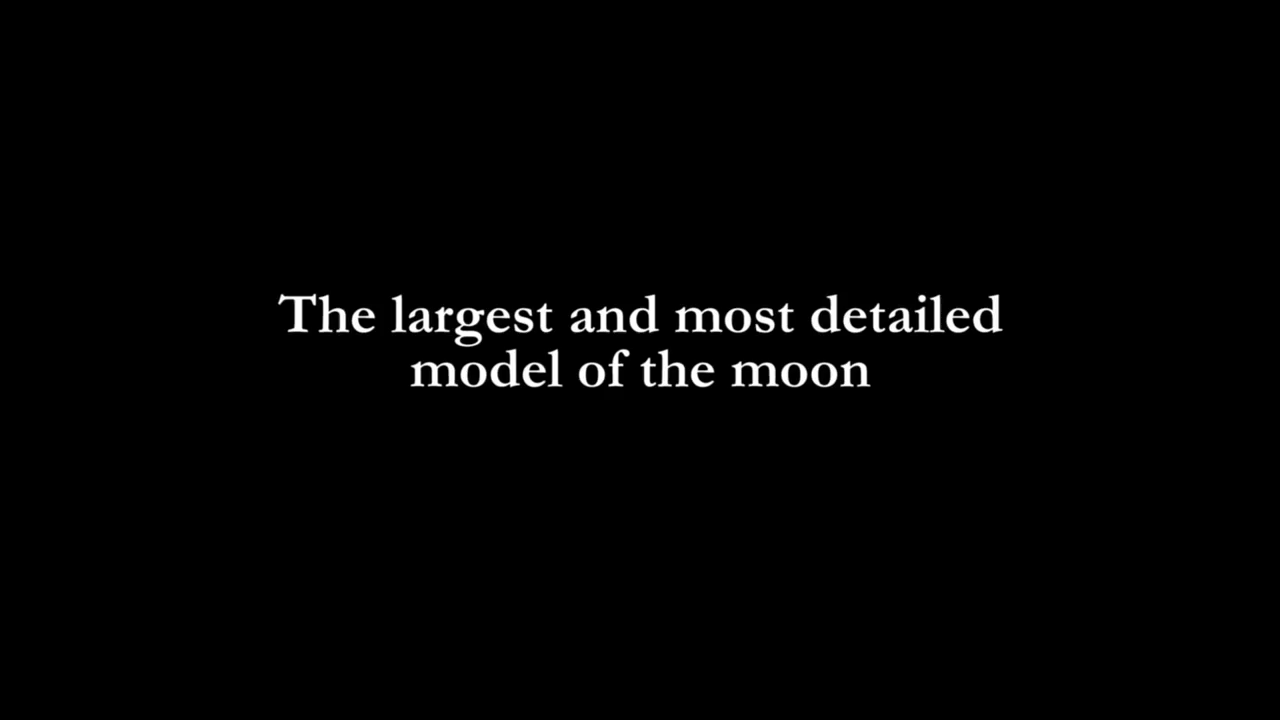 The largest and most detailed
model of the moon